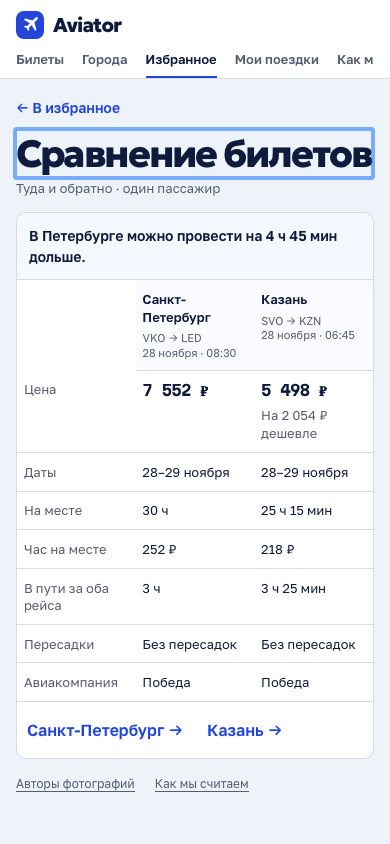 Aviator
Билеты Города Избранное Мои поездки Как м
← В избранное
Сравнение билетов
Туда и обратно · один пассажир
В Петербурге можно провести на 4 ч 45 мин
дольше.
Санкт-
Петербург
VKO → LED
28 ноября · 08:30
Казань
SVO → KZN
28 ноября · 06:45
Цена
7 552 ₽
5 498 ₽
На 2 054 ₽
дешевле
Даты 28–29 ноября 28–29 ноября
На месте 30 ч 25 ч 15 мин
Час на месте 252 ₽ 218 ₽
В пути за оба
рейса
3 ч 3 ч 25 мин
Пересадки Без пересадок Без пересадок
Авиакомпания Победа Победа
Санкт-Петербург → Казань →
Авторы фотографий Как мы считаем